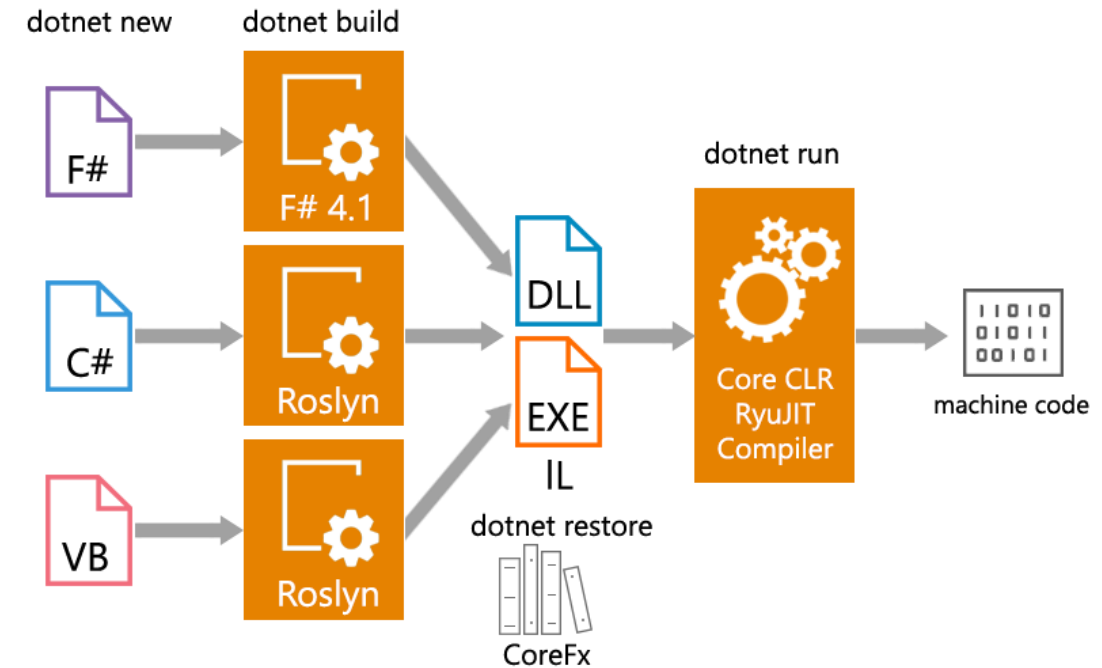 dotnet new
dotnet build
F#
F# 4.1
dotnet run
C#
Roslyn
DLL
EXE
IL
Core CLR
RyuJIT
Compiler
11010
01011
00101
machine code
VB
Roslyn
dotnet restore
CoreFx